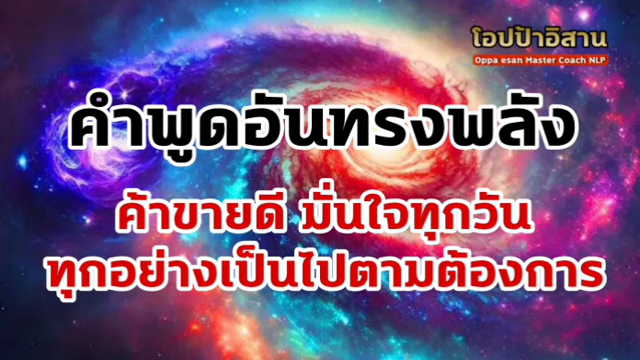 โอปป้าอิสาน
Oppa esan Master Coach NLP
คำพูดอันทรงพลัง
ค้าขายดี มั่นใจทุกวัน
ทุกอย่างเป็นไปตามต้องการ